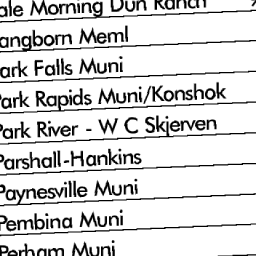 ale Morning Dun Ranch
angborn Meml
ark Falls Muni
Park Rapids Muni/Konshok
Park River - W C Skjerven
Parshall-Hankins
Paynesville Muni
Pembina Muni
Perham Muni